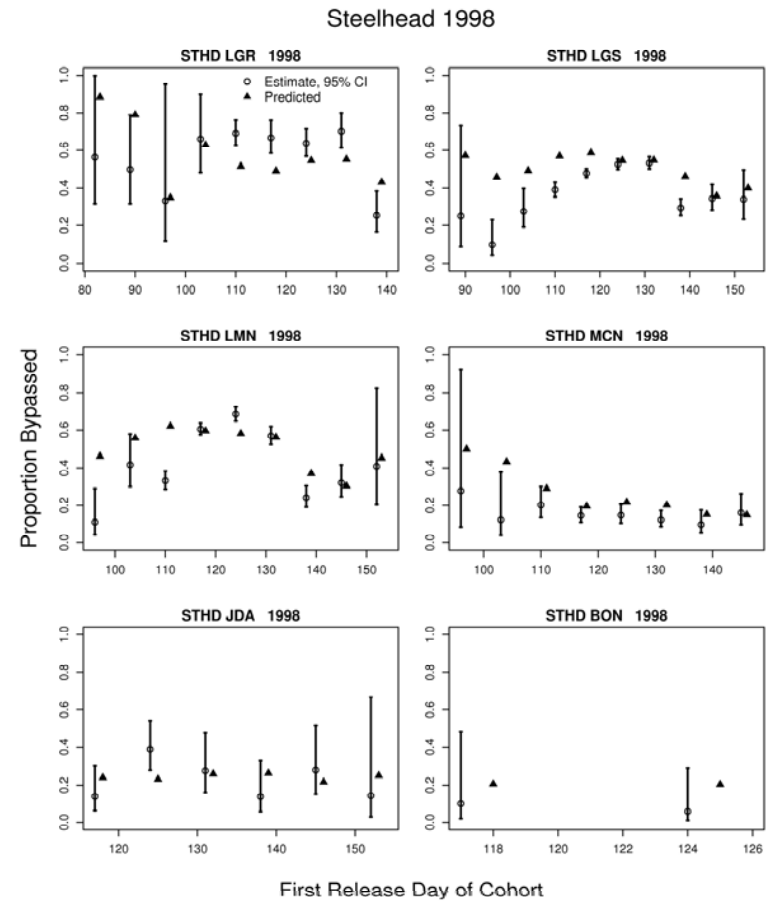 Steelhead 1998
STHD LGR 1998
Estimate, 95% CI
Predicted
0.0 0.2 0.4 0.6 0.8 1.0
80 90 100 110 120 130 140
STHD LGS 1998
0.0 0.2 0.4 0.6 0.8 1.0
90 100 110 120 130 140 150
STHD LMN 1998
0.0 0.2 0.4 0.6 0.8 1.0
100 110 120 130 140 150
STHD MCN 1998
0.0 0.2 0.4 0.6 0.8 1.0
100 110 120 130 140
STHD JDA 1998
0.0 0.2 0.4 0.6 0.8 1.0
120 130 140 150
STHD BON 1998
0.0 0.2 0.4 0.6 0.8 1.0
118 120 122 124 126
Proportion Bypassed
First Release Day of Cohort